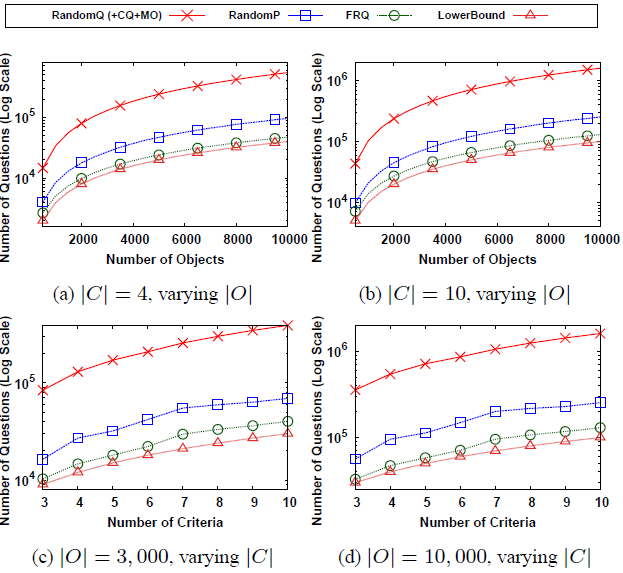 RandomQ (+CQ+MO) RandomP FRQ LowerBound
Number of Questions (Log Scale)
10^5
10^4
2000 4000 6000 8000 10000
Number of Objects
(a) |C| = 4, varying |O|
Number of Questions (Log Scale)
10^6
10^5
10^4
2000 4000 6000 8000 10000
Number of Objects
(b) |C| = 10, varying |O|
Number of Questions (Log Scale)
10^5
10^4
3 4 5 6 7 8 9 10
Number of Criteria
(c) |O| = 3, 000, varying |C|
Number of Questions (Log Scale)
10^6
10^5
3 4 5 6 7 8 9 10
Number of Criteria
(d) |O| = 10, 000, varying |C|